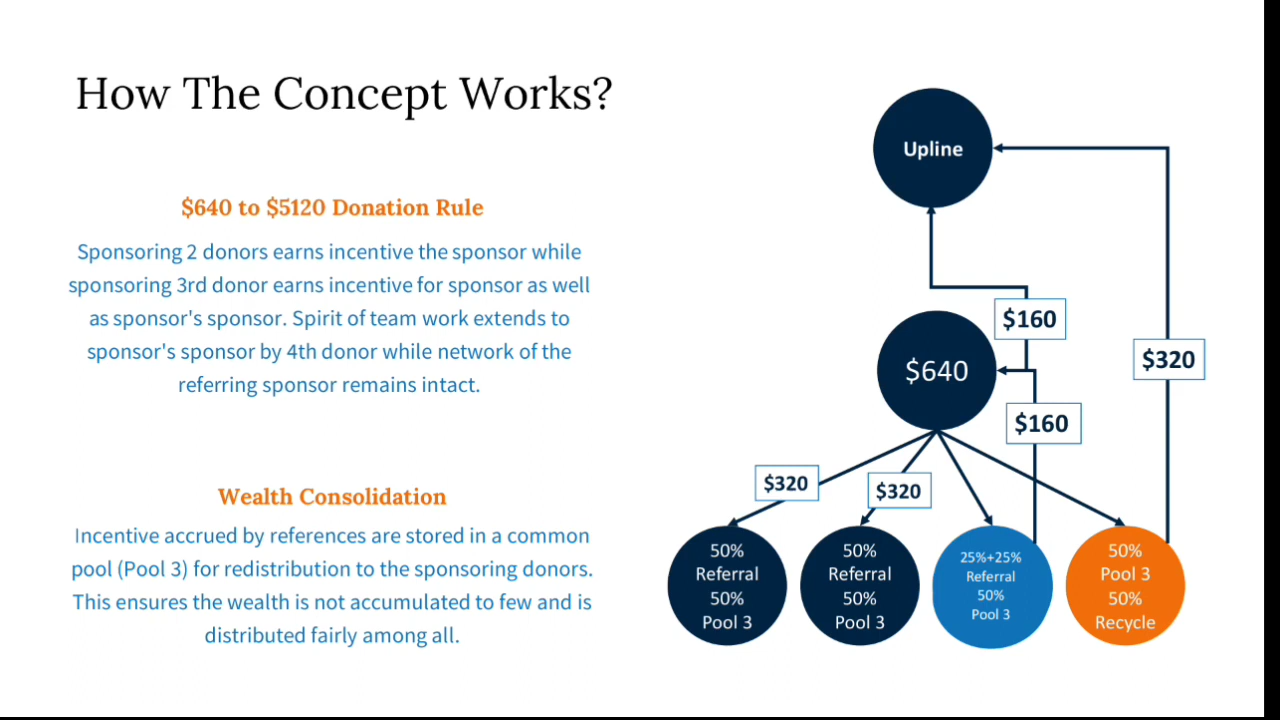 How The Concept Works?
$640 to $5120 Donation Rule
Sponsoring 2 donors earns incentive the sponsor while
sponsoring 3rd donor earns incentive for sponsor as well
as sponsor's sponsor. Spirit of team work extends to
sponsor's sponsor by 4th donor while network of the
referring sponsor remains intact.
Wealth Consolidation
Incentive accrued by references are stored in a common
pool (Pool 3) for redistribution to the sponsoring donors.
This ensures the wealth is not accumulated to few and is
distributed fairly among all.
Upline
$160
$320
$640
$160
$320
$320
50%
Referral
50%
Pool 3
50%
Referral
50%
Pool 3
25%+25%
Referral
50%
Pool 3
50%
Pool 3
50%
Recycle